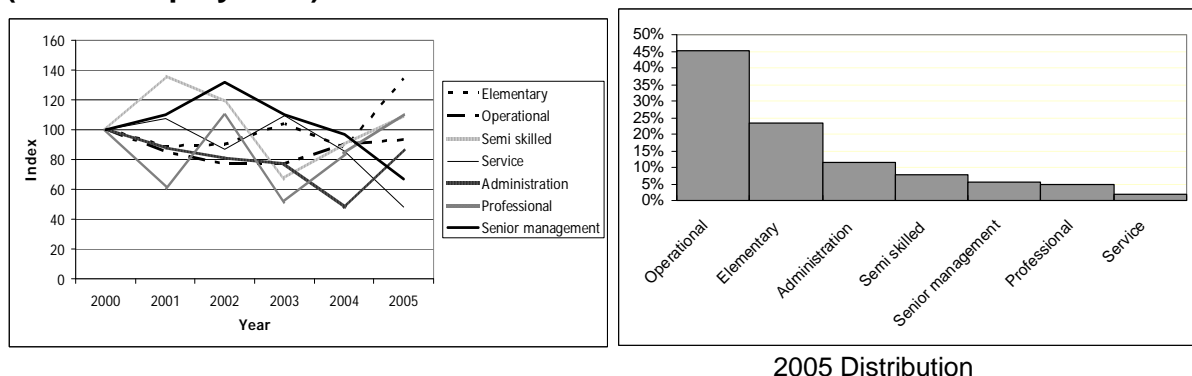 160
140
120
100
80
60
40
20
0
Index
2000 2001 2002 2003 2004 2005
Year
Elementary
Operational
Semi skilled
Service
Administration
Professional
Senior management
50%
45%
40%
35%
30%
25%
20%
15%
10%
5%
0%
Operational
Elementary
Administration
Semi skilled
Senior management
Professional
Service
2005 Distribution